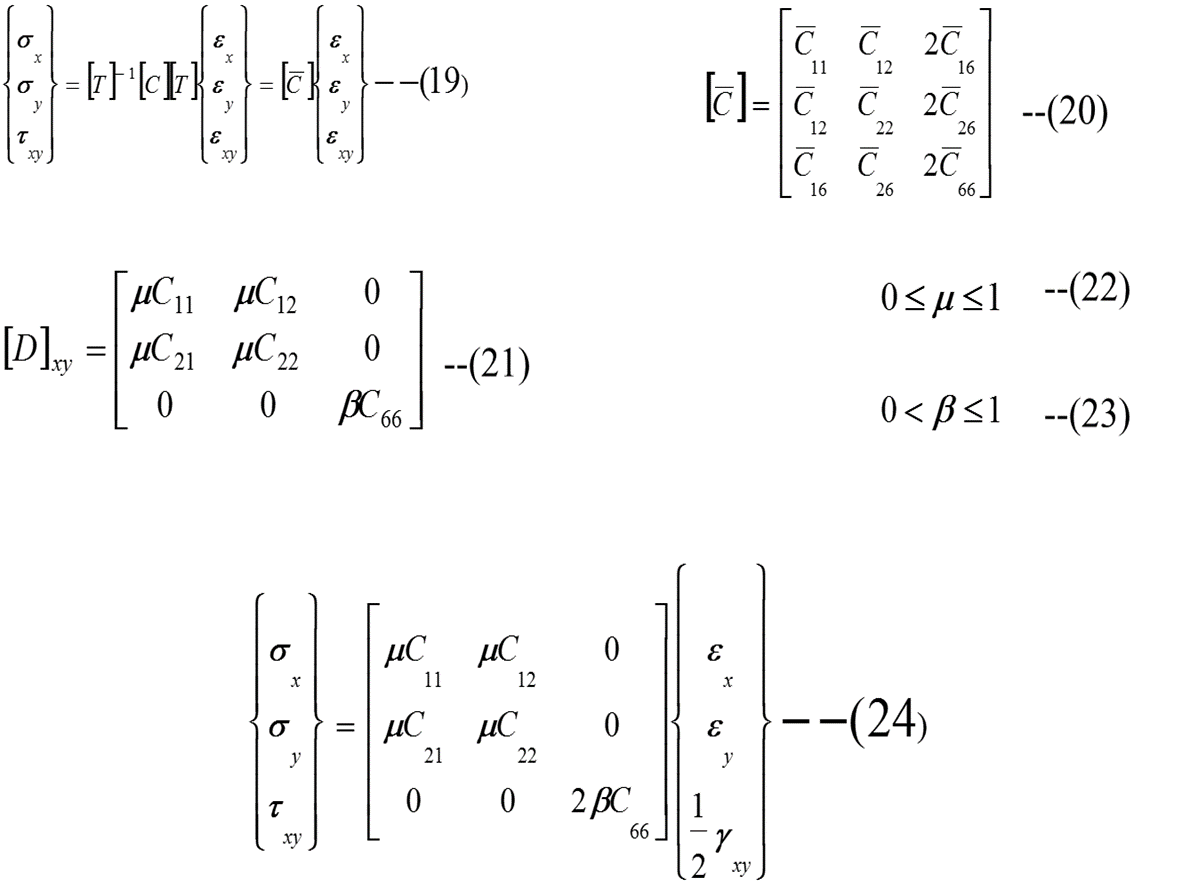 {σx σy τxy} = [T]⁻¹[C][T]{εx εy εxy} = [C̅]{εx εy εxy} −−(19)
[C̅] = [C̅11 C̅12 2C̅16
C̅12 C̅22 2C̅26
C̅16 C̅26 2C̅66] --(20)
[D]xy = [μC11 μC12 0
μC21 μC22 0
0 0 βC66] --(21)
0 ≤ μ ≤ 1 --(22)
0 < β ≤ 1 --(23)
{σx σy τxy} = [μC11 μC12 0
μC21 μC22 0
0 0 2βC66] {εx εy 1/2 γxy} −−(24)